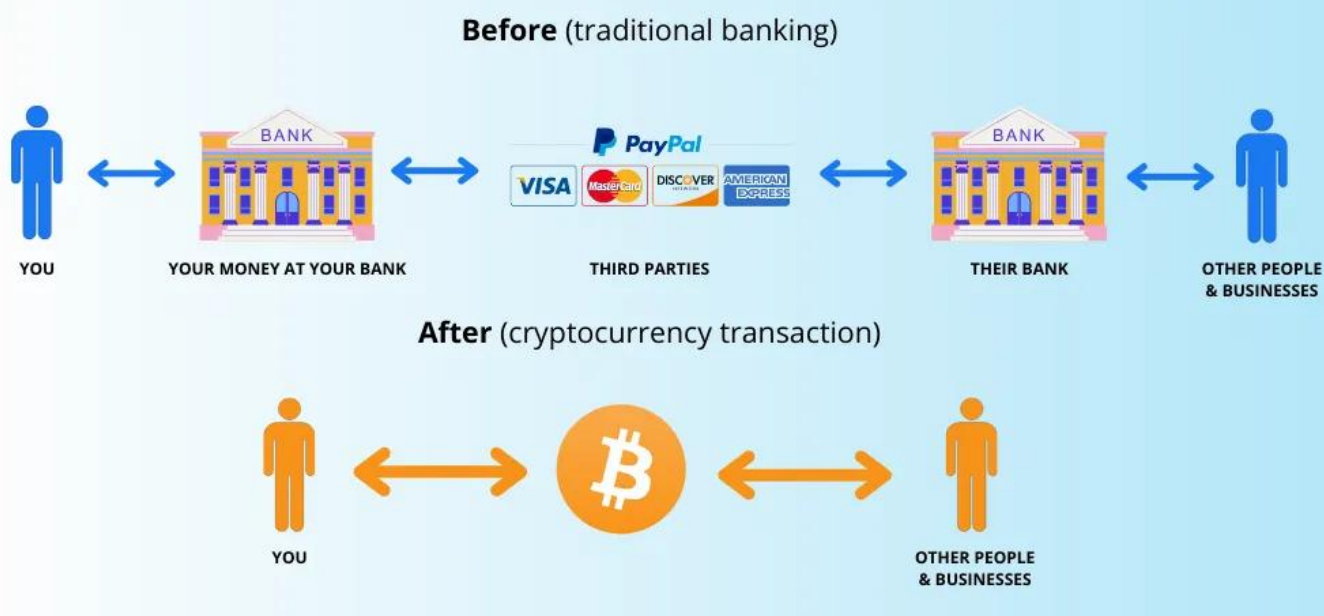 Before (traditional banking)
BANK
PayPal
BANK
VISA MasterCard DISCOVER AMERICAN EXPRESS
YOU
YOUR MONEY AT YOUR BANK
THIRD PARTIES
THEIR BANK
OTHER PEOPLE
& BUSINESSES
After (cryptocurrency transaction)
YOU
OTHER PEOPLE
& BUSINESSES